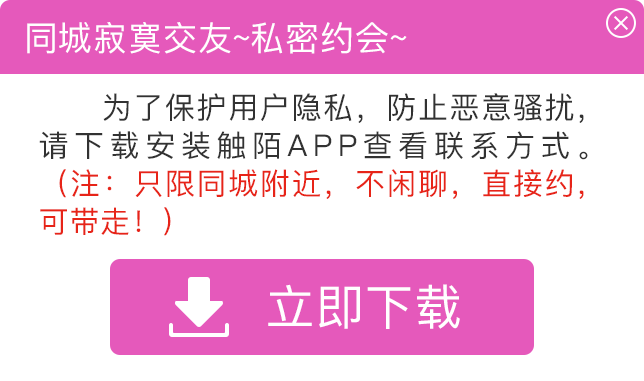 同城寂寞交友~私密约会~
为了保护用户隐私，防止恶意骚扰，
请下载安装触陌APP查看联系方式。
（注：只限同城附近，不闲聊，直接约，
可带走！）
立即下载